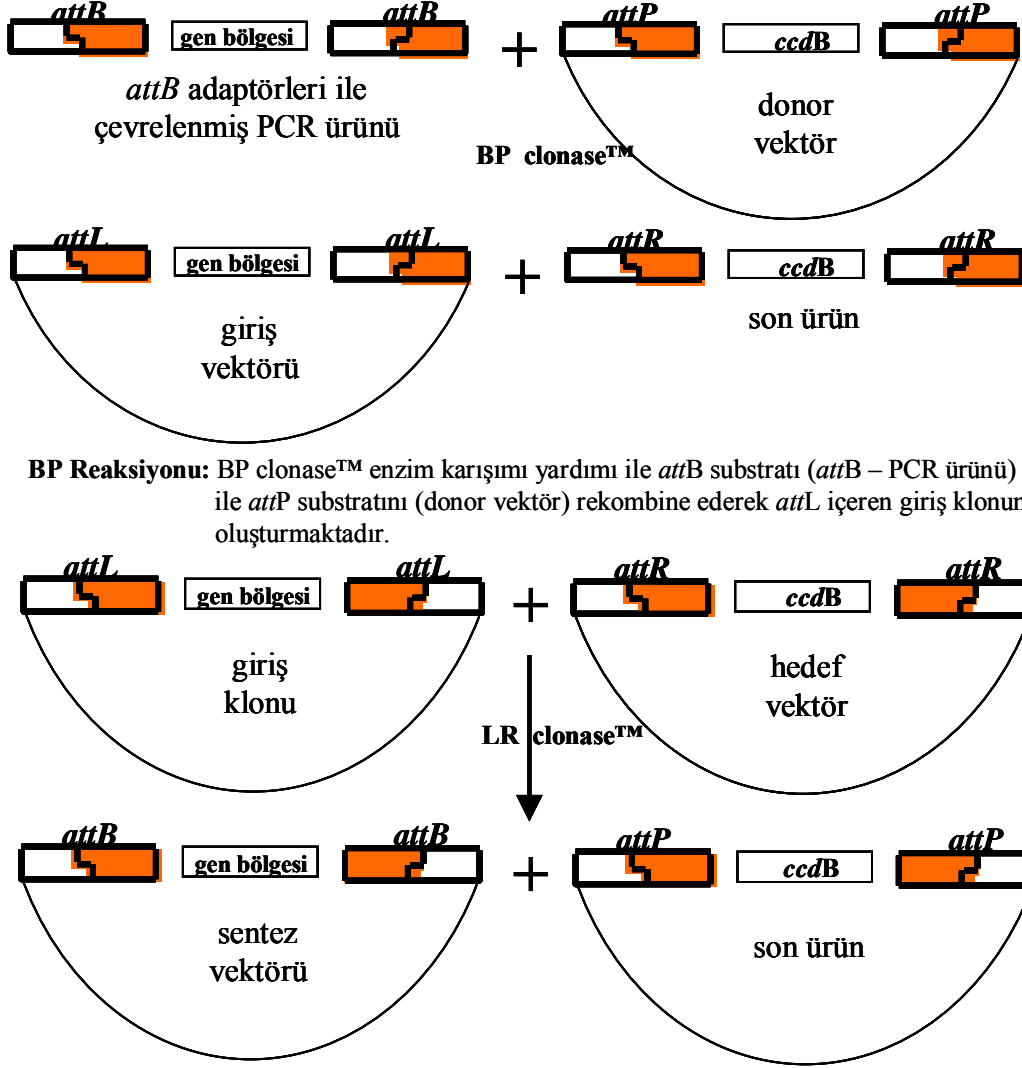 attB gen bölgesi attB + attP ccdB attP
attB adaptörleri ile
çevrelenmiş PCR ürünü
donor
vektör
BP clonase™
attL gen bölgesi attL + attR ccdB attR
giriş
vektörü
son ürün
BP Reaksiyonu: BP clonase™ enzim karışımı yardımı ile attB substratı (attB – PCR ürünü)
ile attP substratını (donor vektör) rekombine ederek attL içeren giriş klonun
oluşturmaktadır.
attL gen bölgesi attL + attR ccdB attR
giriş
klonu
hedef
vektör
LR clonase™
attB gen bölgesi attB + attP ccdB attP
sentez
vektörü
son ürün